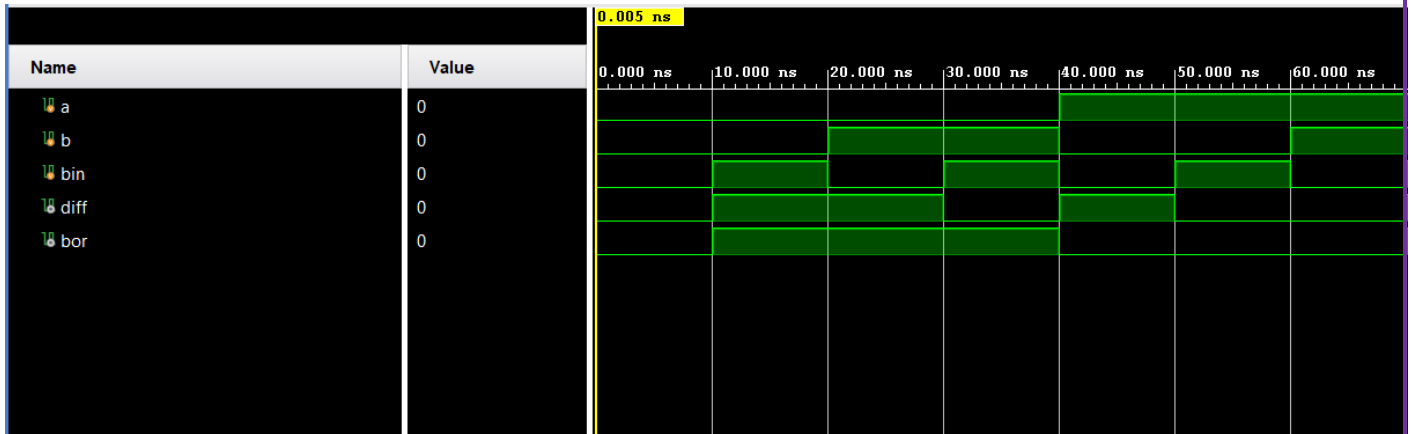 0.005 ns
Name Value 0.000 ns 10.000 ns 20.000 ns 30.000 ns 40.000 ns 50.000 ns 60.000 ns
a 0
b 0
bin 0
diff 0
bor 0